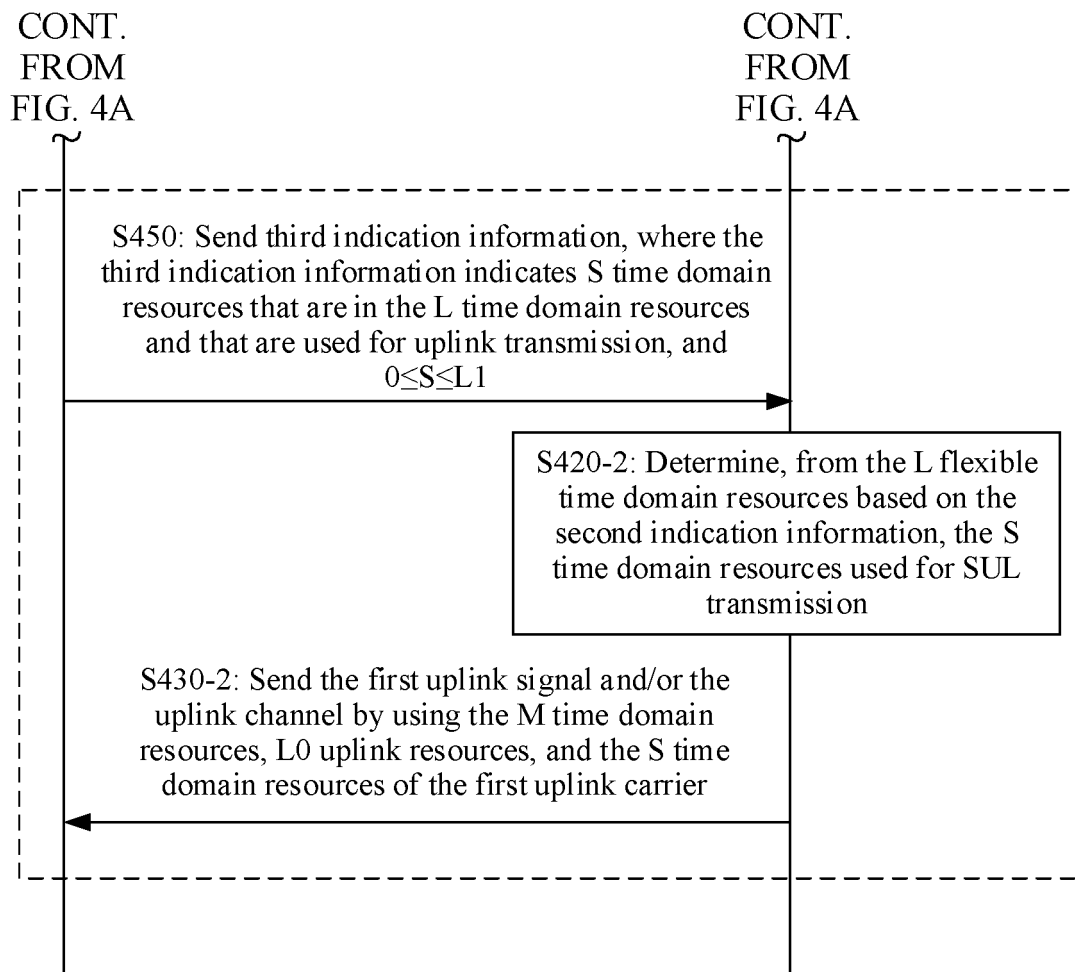 CONT.
FROM
FIG. 4A
CONT.
FROM
FIG. 4A
S450: Send third indication information, where the
third indication information indicates S time domain
resources that are in the L time domain resources
and that are used for uplink transmission, and
0≤S≤L1
S420-2: Determine, from the L flexible
time domain resources based on the
second indication information, the S
time domain resources used for SUL
transmission
S430-2: Send the first uplink signal and/or the
uplink channel by using the M time domain
resources, L0 uplink resources, and the S time
domain resources of the first uplink carrier